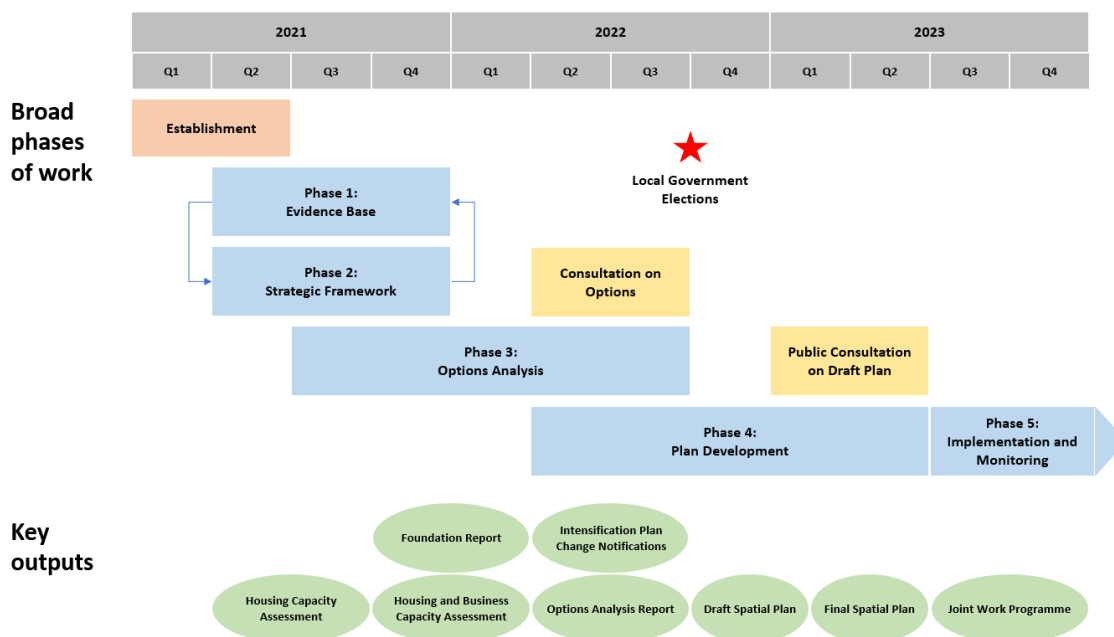 2021
2022
2023
Q1
Q2
Q3
Q4
Q1
Q2
Q3
Q4
Q1
Q2
Q3
Q4
Broad
phases
of work
Establishment
Local Government
Elections
Phase 1:
Evidence Base
Phase 2:
Strategic Framework
Consultation on
Options
Phase 3:
Options Analysis
Public Consultation
on Draft Plan
Phase 4:
Plan Development
Phase 5:
Implementation and
Monitoring
Key
outputs
Foundation Report
Intensification Plan
Change Notifications
Housing Capacity
Assessment
Housing and Business
Capacity Assessment
Options Analysis Report
Draft Spatial Plan
Final Spatial Plan
Joint Work Programme